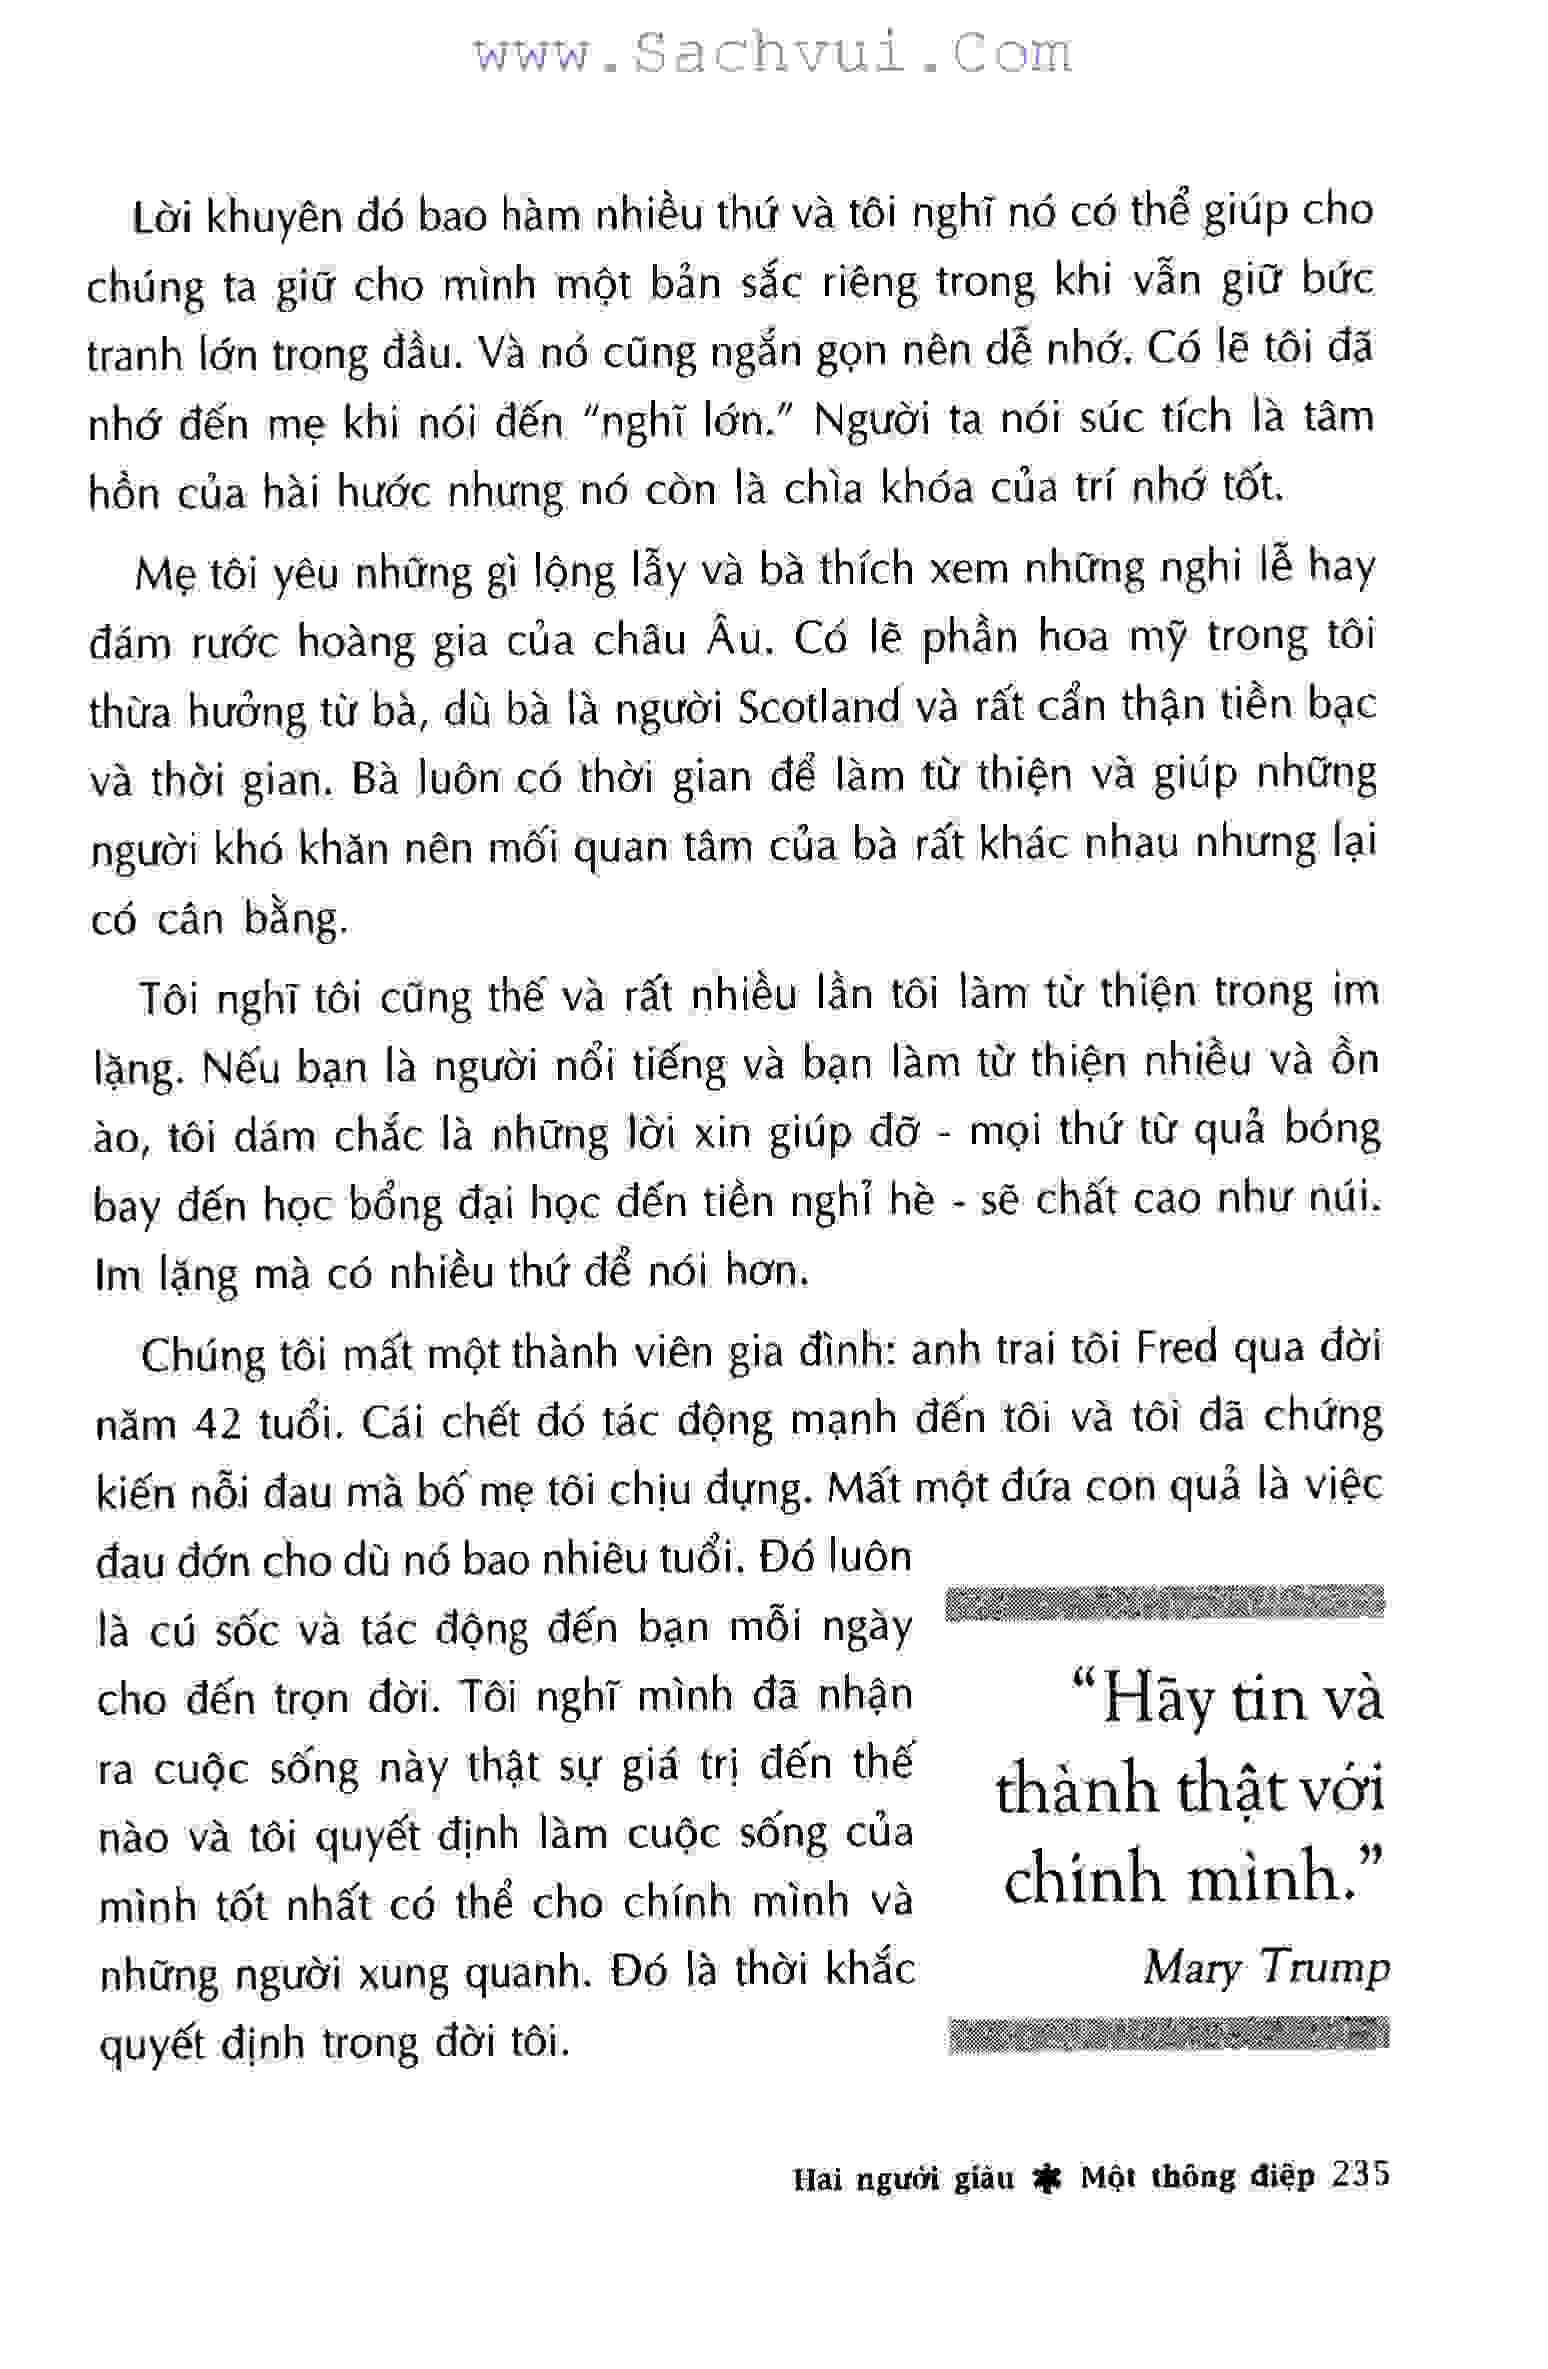 www.Sachvui.Com
Lời khuyên đó bao hàm nhiều thứ và tôi nghĩ nó có thể giúp cho
chúng ta giữ cho mình một bản sắc riêng trong khi vẫn giữ bức
tranh lớn trong đầu. Và nó cũng ngắn gọn nên dễ nhớ. Có lẽ tôi đã
nhớ đến mẹ khi nói đến "nghĩ lớn." Người ta nói súc tích là tâm
hồn của hài hước nhưng nó còn là chìa khóa của trí nhớ tốt.
Mẹ tôi yêu những gì lộng lẫy và bà thích xem những nghi lễ hay
đám rước hoàng gia của châu Âu. Có lẽ phần hoa mỹ trong tôi
thừa hưởng từ bà, dù bà là người Scotland và rất cẩn thận tiền bạc
và thời gian. Bà luôn có thời gian để làm từ thiện và giúp những
người khó khăn nên mối quan tâm của bà rất khác nhau nhưng lại
có cân bằng.
Tôi nghĩ tôi cũng thế và rất nhiều lần tôi làm từ thiện trong im
lặng. Nếu bạn là người nổi tiếng và bạn làm từ thiện nhiều và ồn
ào, tôi dám chắc là những lời xin giúp đỡ - mọi thứ từ quả bóng
bay đến học bổng đại học đến tiền nghỉ hè - sẽ chất cao như núi.
Im lặng mà có nhiều thứ để nói hơn.
Chúng tôi mất một thành viên gia đình: anh trai tôi Fred qua đời
năm 42 tuổi. Cái chết đó tác động mạnh đến tôi và tôi đã chứng
kiến nỗi đau mà bố mẹ tôi chịu đựng. Mất một đứa con quả là việc
đau đớn cho dù nó bao nhiêu tuổi. Đó luôn
là cú sốc và tác động đến bạn mỗi ngày
cho đến trọn đời. Tôi nghĩ mình đã nhận
ra cuộc sống này thật sự giá trị đến thế
nào và tôi quyết định làm cuộc sống của
mình tốt nhất có thể cho chính mình và
những người xung quanh. Đó là thời khắc
quyết định trong đời tôi.
“Hãy tin và
thành thật với
chính mình.”
Mary Trump
Hai người giàu ✱ Một thông điệp 235